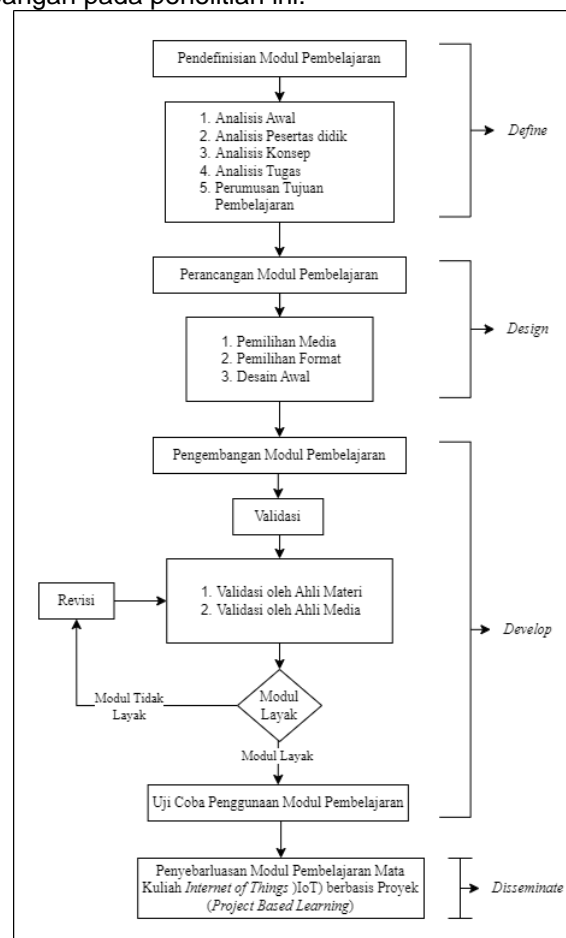 pada penelitian ini.
Pendefinisian Modul Pembelajaran
1. Analisis Awal
2. Analisis Pesertas didik
3. Analisis Konsep
4. Analisis Tugas
5. Perumusan Tujuan
Pembelajaran
Define
Perancangan Modul Pembelajaran
1. Pemilihan Media
2. Pemilihan Format
3. Desain Awal
Design
Pengembangan Modul Pembelajaran
Validasi
1. Validasi oleh Ahli Materi
2. Validasi oleh Ahli Media
Revisi
Develop
Modul
Layak
Modul Tidak
Layak
Modul Layak
Uji Coba Penggunaan Modul Pembelajaran
Penyebarluasan Modul Pembelajaran Mata
Kuliah Internet of Things )IoT) berbasis Proyek
(Project Based Learning)
Disseminate